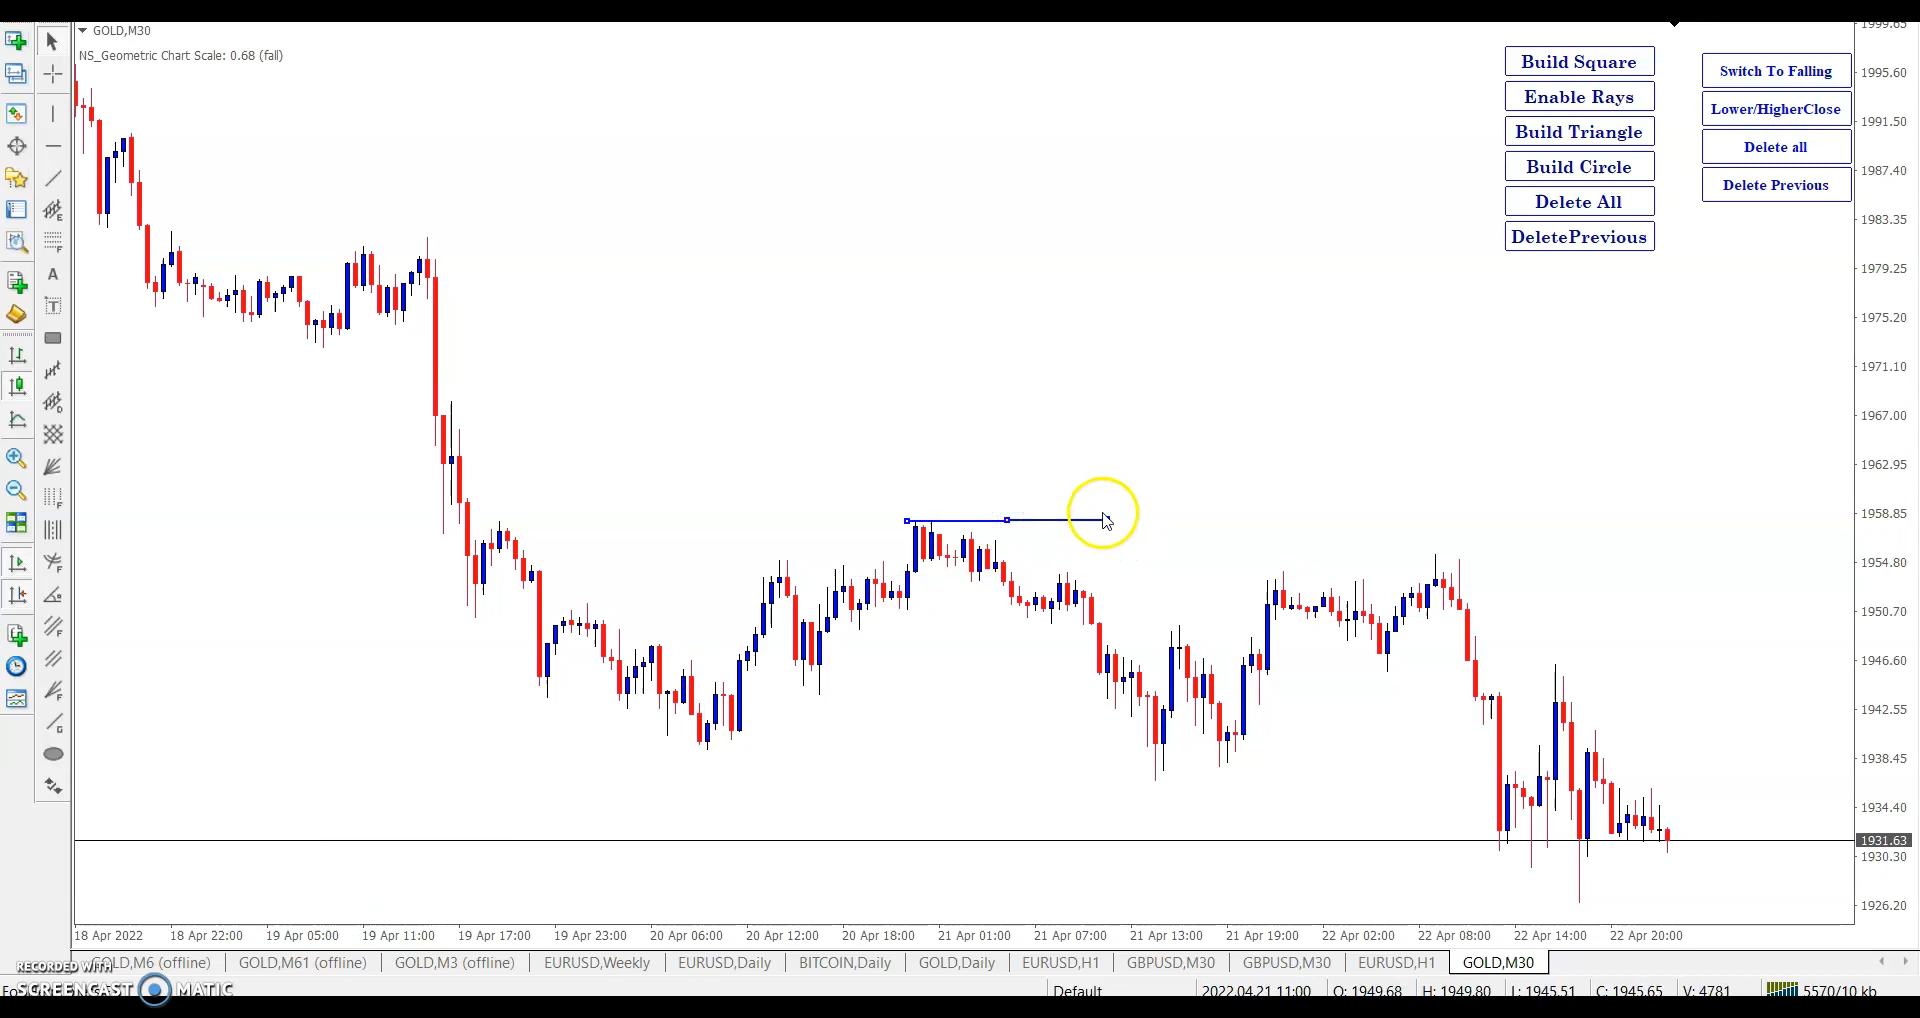 GOLD,M30
NS_Geometric Chart Scale: 0.68 (fall)
Build Square
Enable Rays
Build Triangle
Build Circle
Delete All
DeletePrevious
Switch To Falling
Lower/HigherClose
Delete all
Delete Previous
1999.65
1995.60
1991.50
1987.40
1983.35
1979.25
1975.20
1971.10
1967.00
1962.95
1958.85
1954.80
1950.70
1946.60
1942.55
1938.45
1934.40
1931.63
1930.30
1926.20
18 Apr 2022 18 Apr 22:00 19 Apr 05:00 19 Apr 11:00 19 Apr 17:00 19 Apr 23:00 20 Apr 06:00 20 Apr 12:00 20 Apr 18:00 21 Apr 01:00 21 Apr 07:00 21 Apr 13:00 21 Apr 19:00 22 Apr 02:00 22 Apr 08:00 22 Apr 14:00 22 Apr 20:00
GOLD,M6 (offline) GOLD,M61 (offline) GOLD,M3 (offline) EURUSD,Weekly EURUSD,Daily BITCOIN,Daily GOLD,Daily EURUSD,H1 GBPUSD,M30 GBPUSD,M30 EURUSD,H1 GOLD,M30
RECORDED WITH
SCREENCAST MATIC
Default 2022.04.21 11:00 O: 1949.68 H: 1949.80 L: 1945.51 C: 1945.65 V: 4781 5570/10 kb